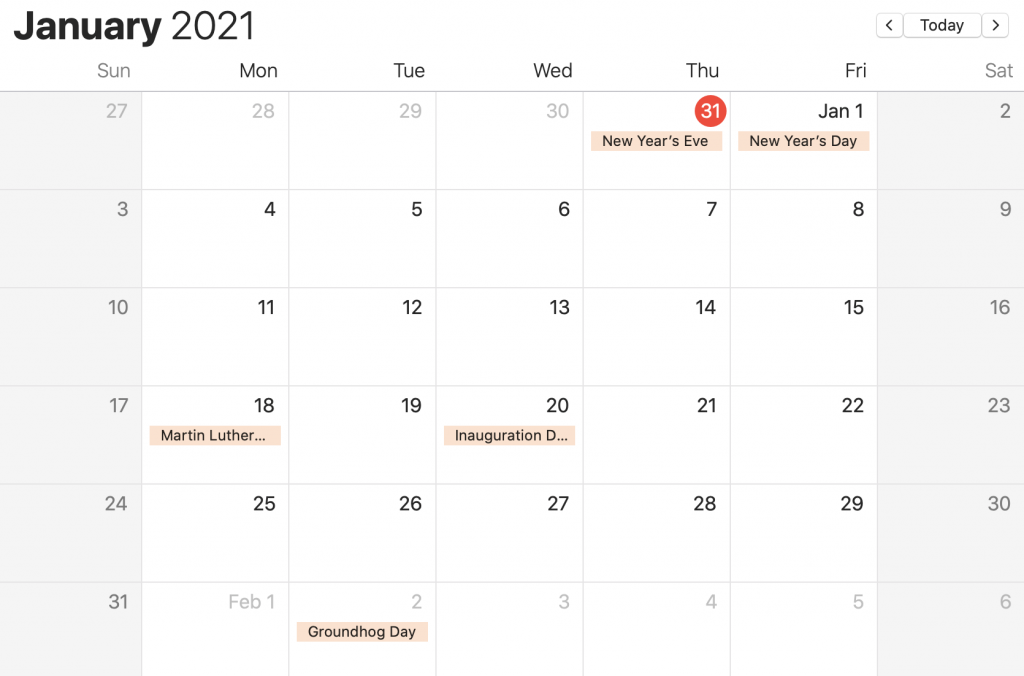 January 2021
Today
Sun Mon Tue Wed Thu Fri Sat
27 28 29 30 31 Jan 1 2
New Year’s Eve New Year’s Day
3 4 5 6 7 8 9
10 11 12 13 14 15 16
17 18 19 20 21 22 23
Martin Luther... Inauguration D...
24 25 26 27 28 29 30
31 Feb 1 2 3 4 5 6
Groundhog Day